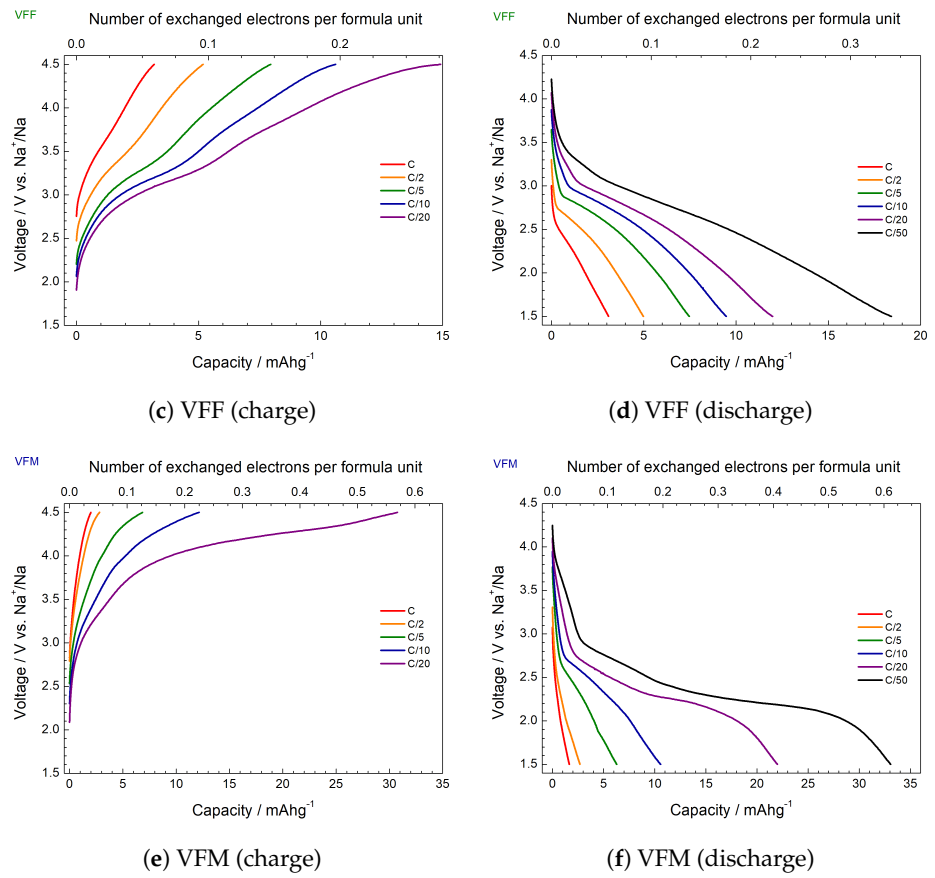 VFF
Number of exchanged electrons per formula unit
0.0 0.1 0.2
4.5
4.0
3.5
3.0
2.5
2.0
1.5
Voltage / V vs. Na⁺/Na
C
C/2
C/5
C/10
C/20
0 5 10 15
Capacity / mAhg⁻¹
(c) VFF (charge)
VFF
Number of exchanged electrons per formula unit
0.0 0.1 0.2 0.3
4.5
4.0
3.5
3.0
2.5
2.0
1.5
Voltage / V vs. Na⁺/Na
C
C/2
C/5
C/10
C/20
C/50
0 5 10 15 20
Capacity / mAhg⁻¹
(d) VFF (discharge)
VFM
Number of exchanged electrons per formula unit
0.0 0.1 0.2 0.3 0.4 0.5 0.6
4.5
4.0
3.5
3.0
2.5
2.0
1.5
Voltage / V vs. Na⁺/Na
C
C/2
C/5
C/10
C/20
0 5 10 15 20 25 30 35
Capacity / mAhg⁻¹
(e) VFM (charge)
VFM
Number of exchanged electrons per formula unit
0.0 0.1 0.2 0.3 0.4 0.5 0.6
4.5
4.0
3.5
3.0
2.5
2.0
1.5
Voltage / V vs. Na⁺/Na
C
C/2
C/5
C/10
C/20
C/50
0 5 10 15 20 25 30 35
Capacity / mAhg⁻¹
(f) VFM (discharge)